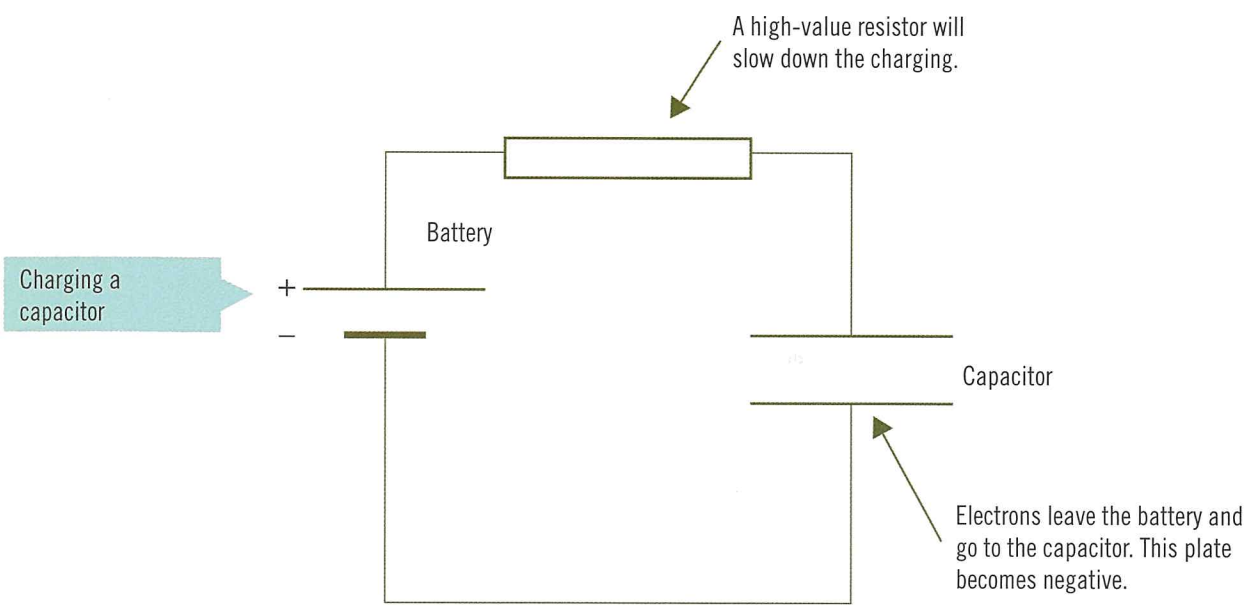 A high-value resistor will
slow down the charging.
Battery
Charging a
capacitor
+
−
Capacitor
Electrons leave the battery and
go to the capacitor. This plate
becomes negative.